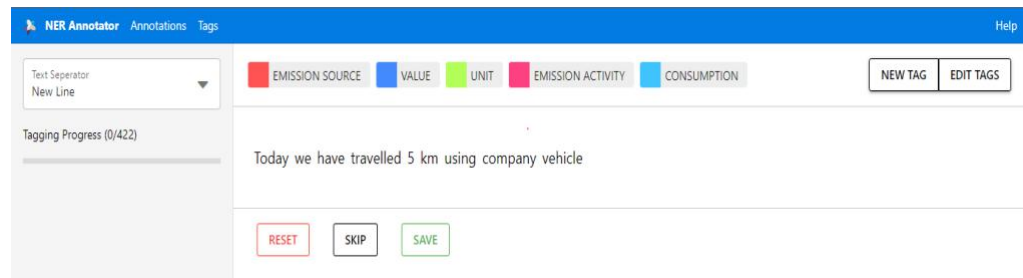 NER Annotator Annotations Tags Help
Text Seperator
New Line
EMISSION SOURCE VALUE UNIT EMISSION ACTIVITY CONSUMPTION NEW TAG EDIT TAGS
Tagging Progress (0/422)
Today we have travelled 5 km using company vehicle
RESET SKIP SAVE